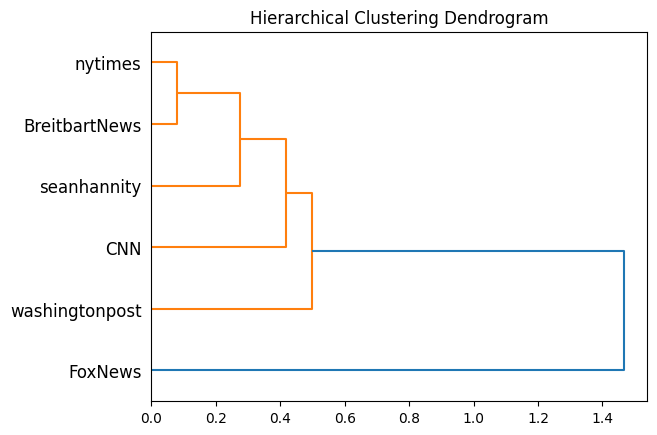 Hierarchical Clustering Dendrogram
nytimes
BreitbartNews
seanhannity
CNN
washingtonpost
FoxNews
0.0 0.2 0.4 0.6 0.8 1.0 1.2 1.4